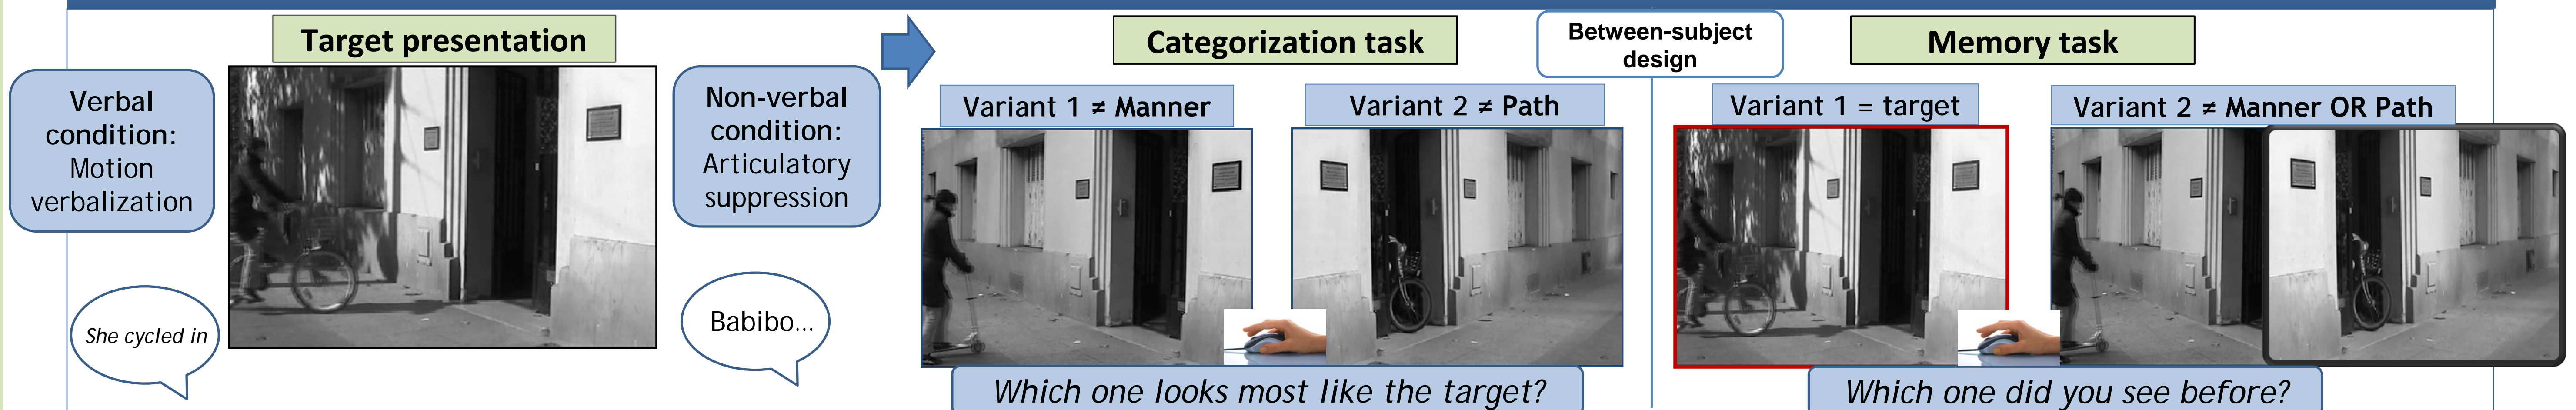 Target presentation
Verbal
condition:
Motion
verbalization
She cycled in
Non-verbal
condition:
Articulatory
suppression
Babibo...
Categorization task
Variant 1 ≠ Manner
Variant 2 ≠ Path
Which one looks most like the target?
Between-subject
design
Memory task
Variant 1 = target
Variant 2 ≠ Manner OR Path
Which one did you see before?